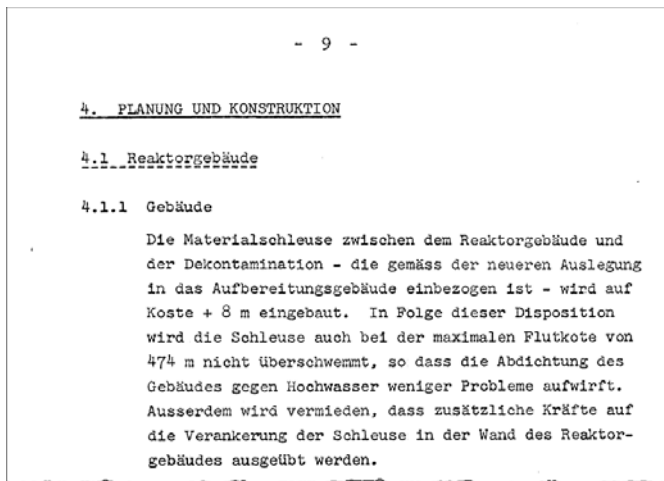 - 9 -
4. PLANUNG UND KONSTRUKTION
4.1 Reaktorgebäude
4.1.1 Gebäude
Die Materialschleuse zwischen dem Reaktorgebäude und
der Dekontamination - die gemäss der neueren Auslegung
in das Aufbereitungsgebäude einbezogen ist - wird auf
Koste + 8 m eingebaut. In Folge dieser Disposition
wird die Schleuse auch bei der maximalen Flutkote von
474 m nicht überschwemmt, so dass die Abdichtung des
Gebäudes gegen Hochwasser weniger Probleme aufwirft.
Ausserdem wird vermieden, dass zusätzliche Kräfte auf
die Verankerung der Schleuse in der Wand des Reaktor-
gebäudes ausgeübt werden.